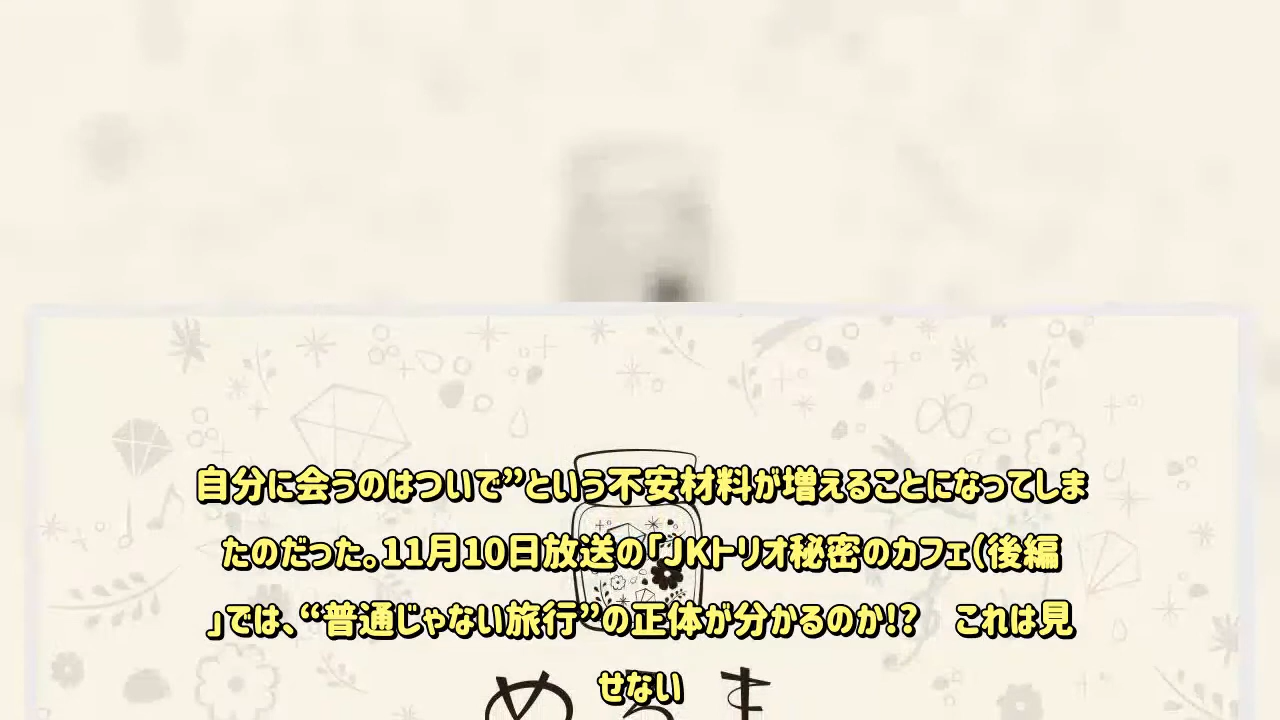 自分に会うのはついで”という不安材料が増えることになってしま
たのだった。11月10日放送の「JKトリオ秘密のカフェ(後編
」では、“普通じゃない旅行”の正体が分かるのか!?　これは見
せない
める ま